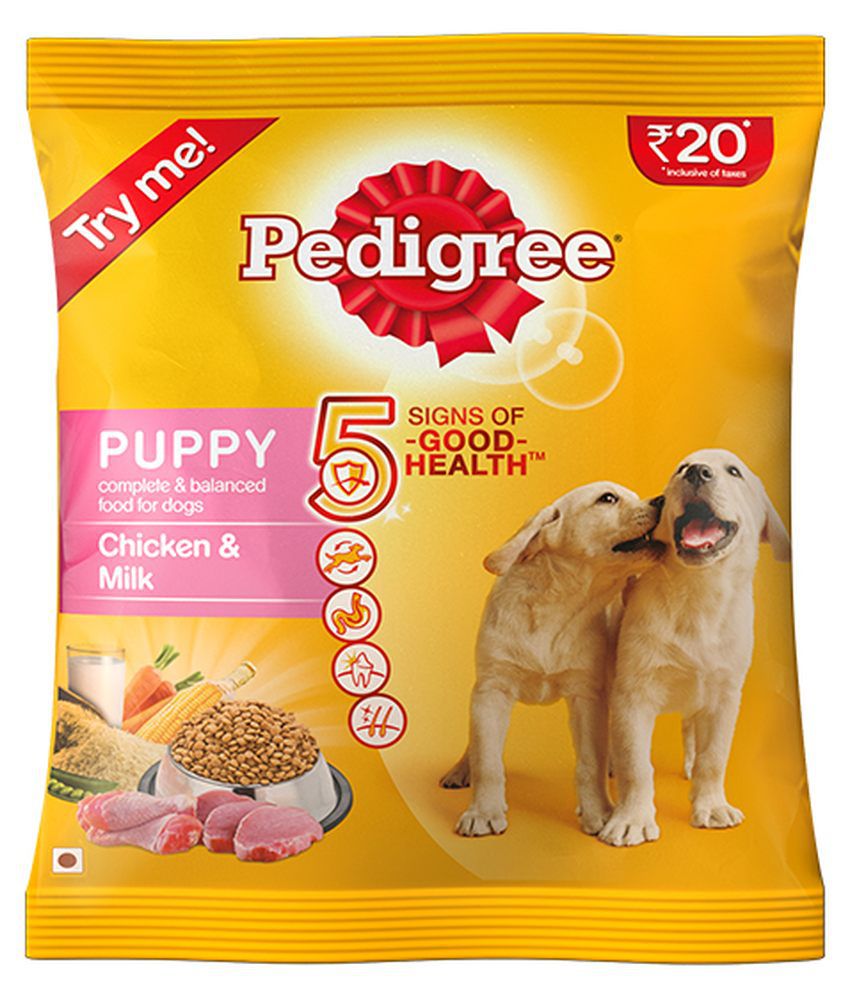 Try me!
₹20*
*inclusive of taxes
Pedigree®
PUPPY
complete & balanced
food for dogs
Chicken &
Milk
5 SIGNS OF
-GOOD-
HEALTH™